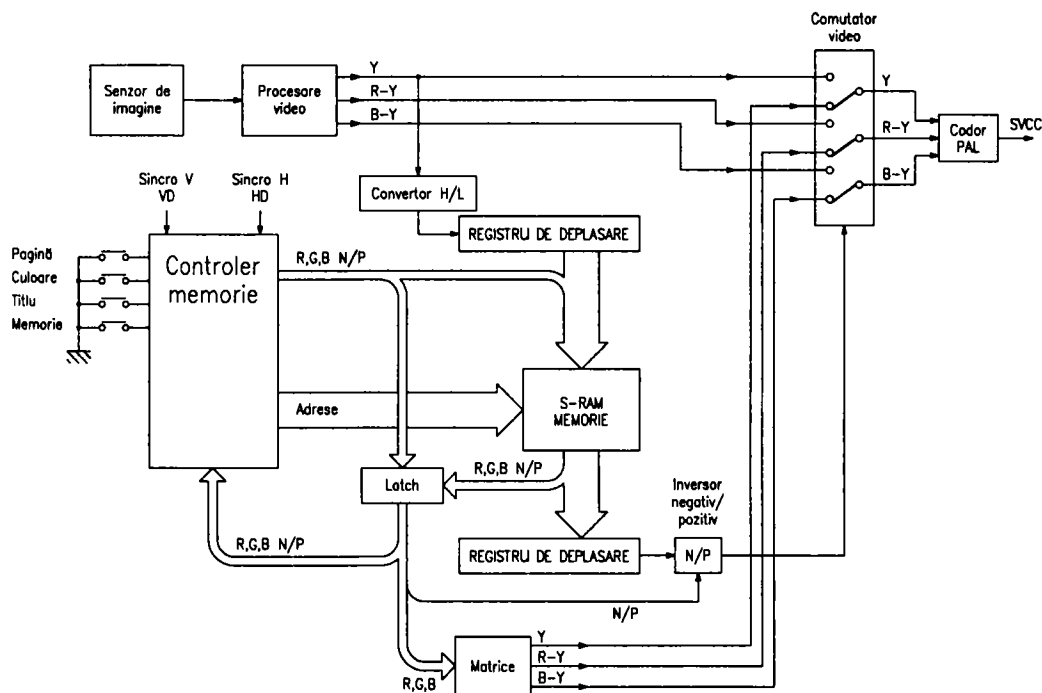 Comutator
video
Senzor de
imagine
Procesare
video
Y
R-Y
B-Y
Y
R-Y
B-Y
Codor
PAL
SVCC
Sincro V
VD
Sincro H
HD
Convertor H/L
REGISTRU DE DEPLASARE
Pagină
Culoare
Titlu
Memorie
Controler
memorie
R,G,B N/P
Adrese
S-RAM
MEMORIE
R,G,B N/P
Latch
Inversor
negativ/
pozitiv
R,G,B N/P
REGISTRU DE DEPLASARE
N/P
N/P
R,G,B
Matrice
Y
R-Y
B-Y